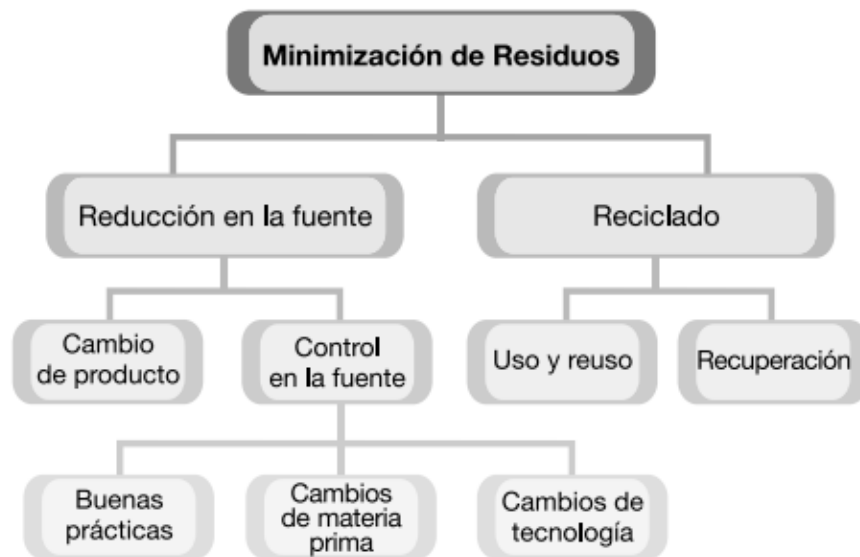 Minimización de Residuos
Reducción en la fuente
Reciclado
Cambio
de producto
Control
en la fuente
Uso y reuso
Recuperación
Buenas
prácticas
Cambios
de materia
prima
Cambios de
tecnología